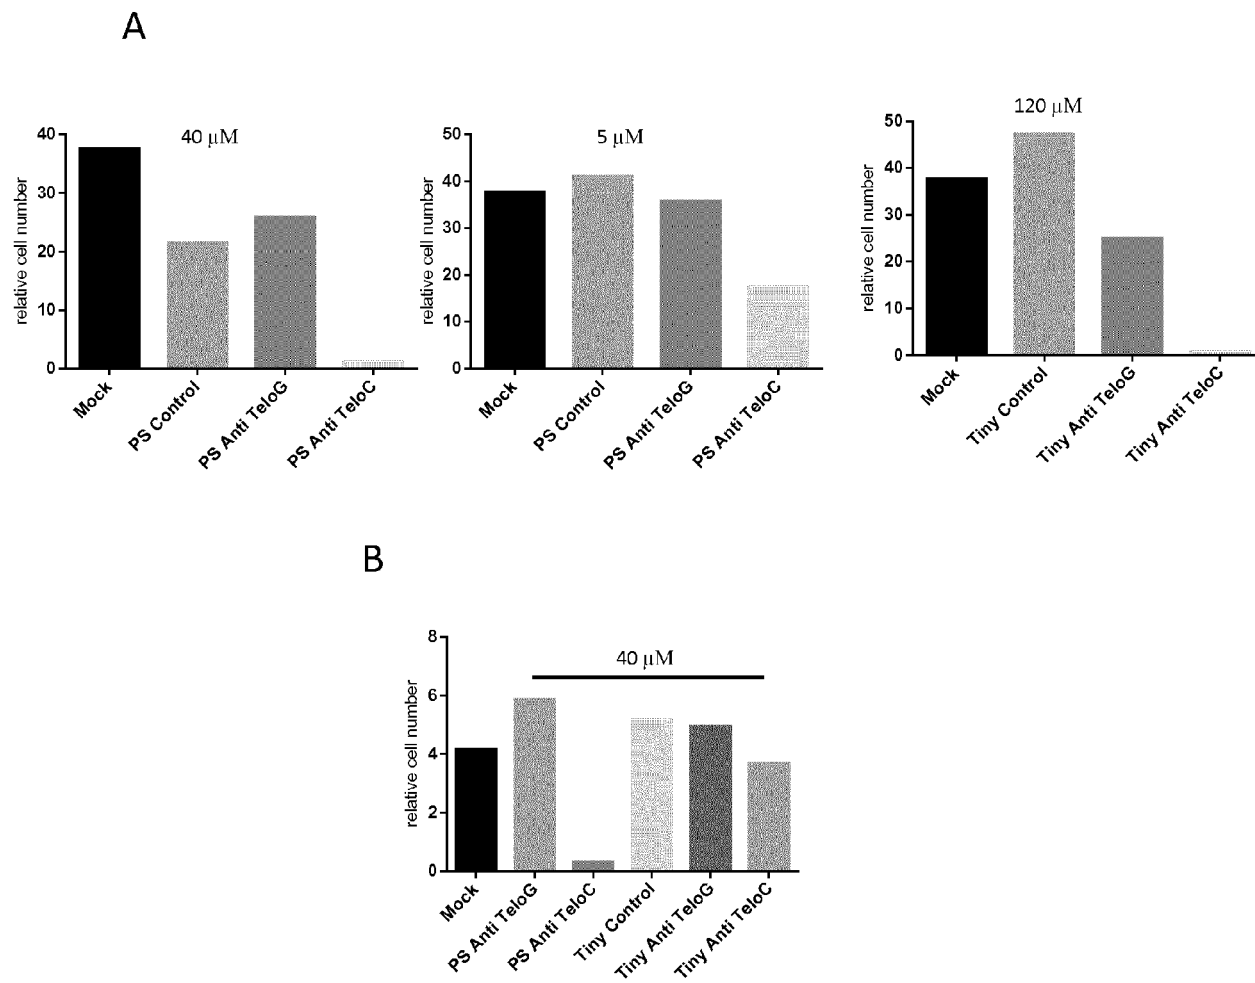 A
40 µM
40
30
20
10
0
relative cell number
Mock
PS Control
PS Anti TeloG
PS Anti TeloC
5 µM
50
40
30
20
10
0
relative cell number
Mock
PS Control
PS Anti TeloG
PS Anti TeloC
120 µM
50
40
30
20
10
0
relative cell number
Mock
Tiny Control
Tiny Anti TeloG
Tiny Anti TeloC
B
40 µM
8
6
4
2
0
relative cell number
Mock
PS Anti TeloG
PS Anti TeloC
Tiny Control
Tiny Anti TeloG
Tiny Anti TeloC